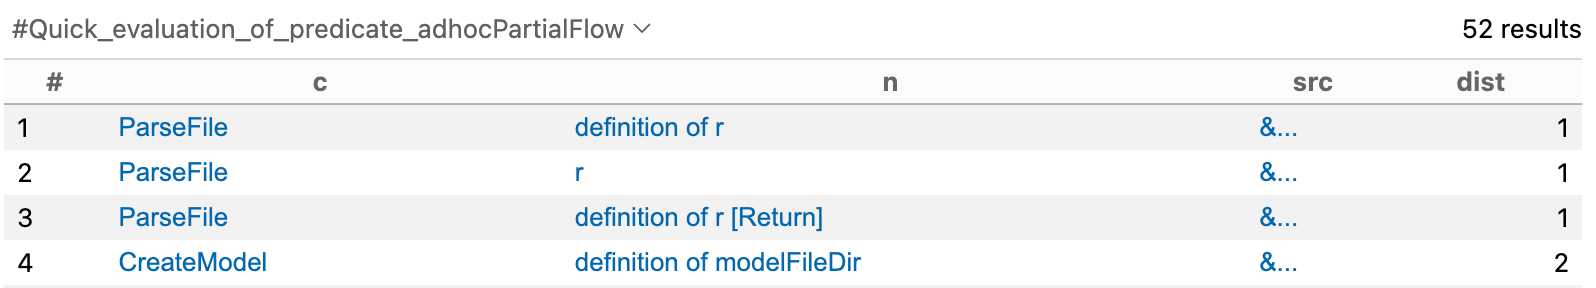 #Quick_evaluation_of_predicate_adhocPartialFlow 52 results
# c n src dist
1 ParseFile definition of r &... 1
2 ParseFile r &... 1
3 ParseFile definition of r [Return] &... 1
4 CreateModel definition of modelFileDir &... 2